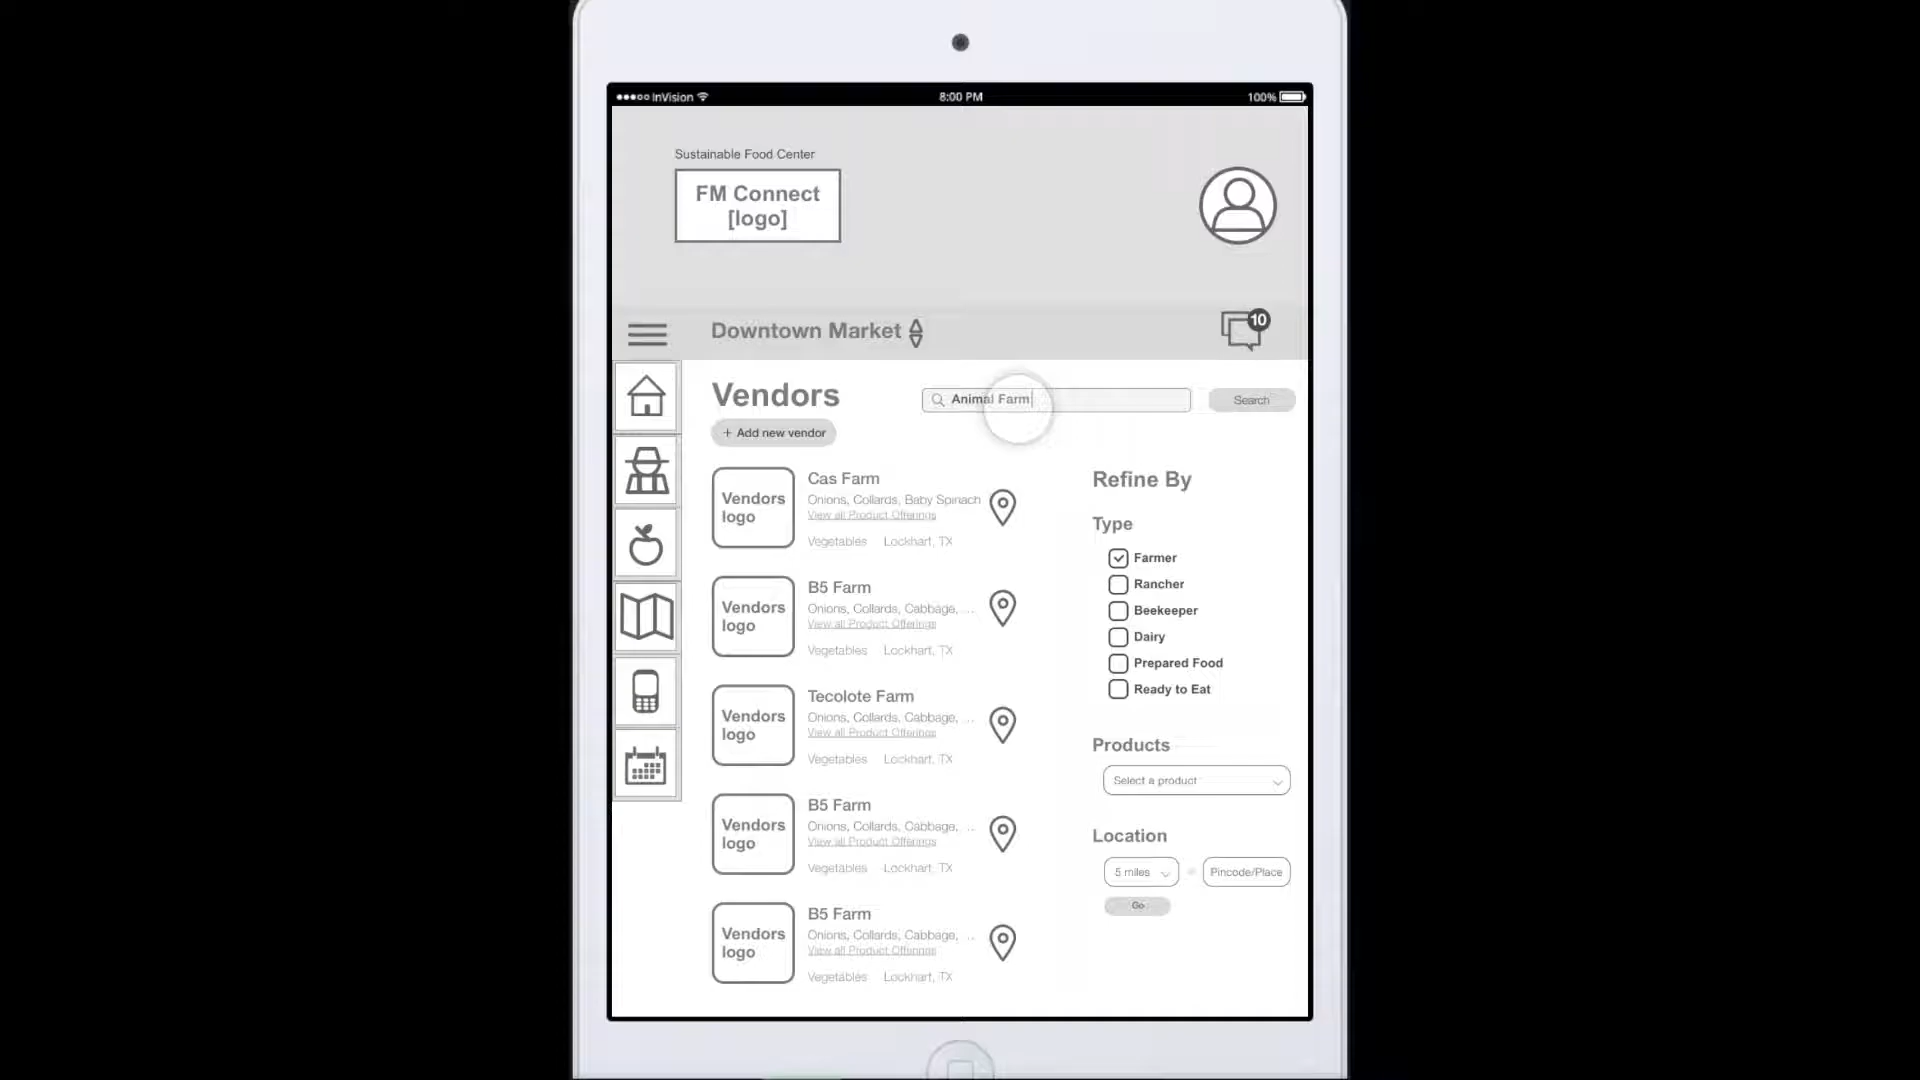 InVision
8:00 PM
100%
Sustainable Food Center
FM Connect
[logo]
Downtown Market
10
Vendors
Animal Farm
Search
+ Add new vendor
Cas Farm
Onions, Collards, Baby Spinach
View all Product Offerings
Vegetables Lockhart, TX
Vendors
logo
B5 Farm
Onions, Collards, Cabbage, ...
View all Product Offerings
Vegetables Lockhart, TX
Vendors
logo
Tecolote Farm
Onions, Collards, Cabbage, ...
View all Product Offerings
Vegetables Lockhart, TX
Vendors
logo
B5 Farm
Onions, Collards, Cabbage, ...
View all Product Offerings
Vegetables Lockhart, TX
Vendors
logo
B5 Farm
Onions, Collards, Cabbage, ...
View all Product Offerings
Vegetables Lockhart, TX
Vendors
logo
Refine By
Type
Farmer
Rancher
Beekeeper
Dairy
Prepared Food
Ready to Eat
Products
Select a product
Location
5 miles
Pincode/Place
Go